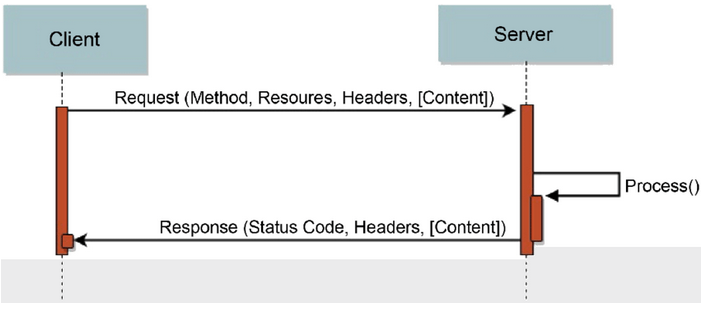 Client
Server
Request (Method, Resoures, Headers, [Content])
Process()
Response (Status Code, Headers, [Content])